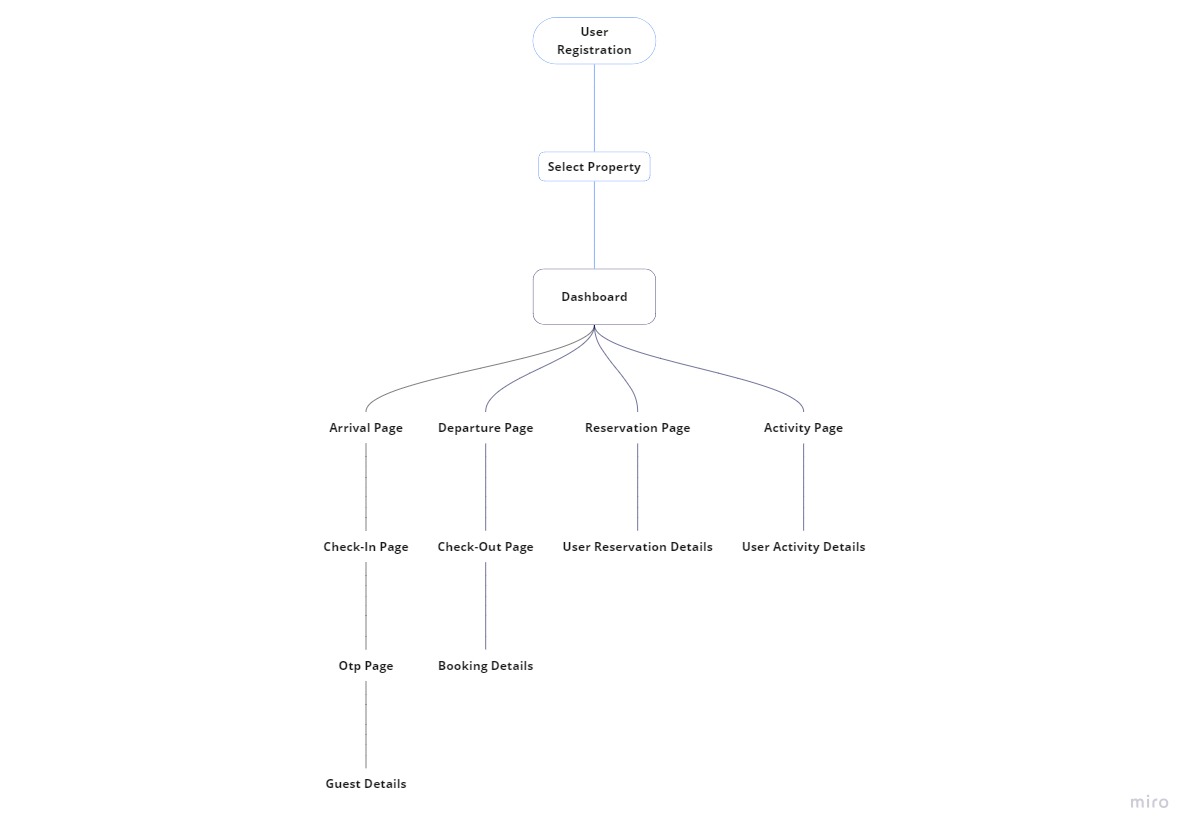 User
Registration
Select Property
Dashboard
Arrival Page
Departure Page
Reservation Page
Activity Page
Check-In Page
Check-Out Page
User Reservation Details
User Activity Details
Otp Page
Booking Details
Guest Details
miro